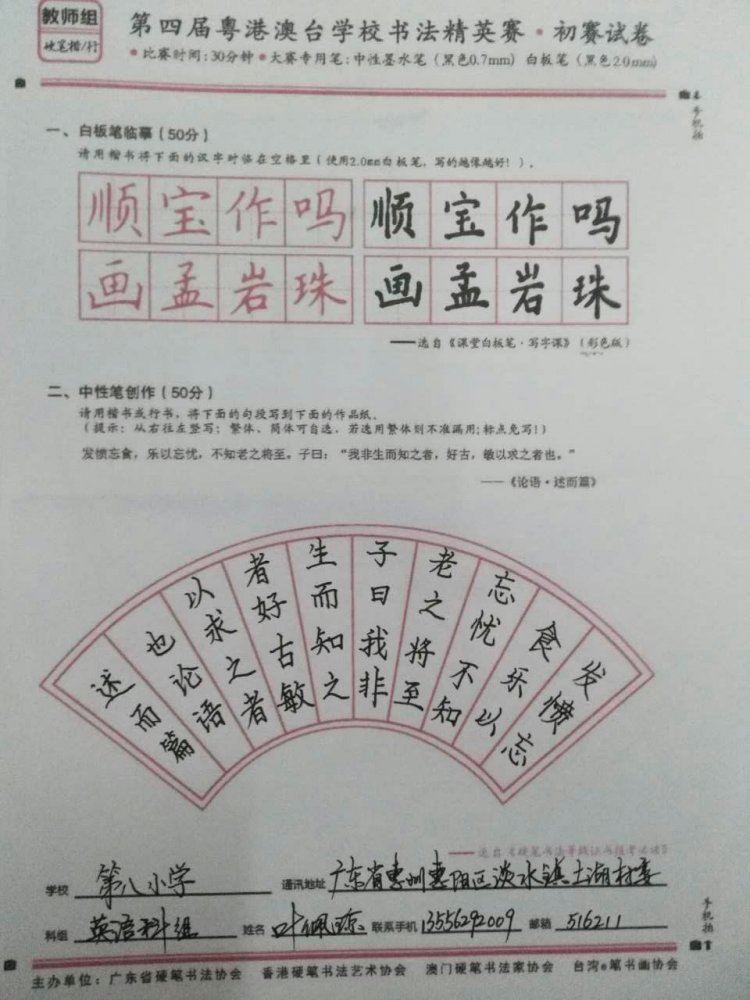 教师组
硬笔楷/行
第四届粤港澳台学校书法精英赛·初赛试卷
•比赛时间:30分钟 •大赛专用笔:中性墨水笔(黑色0.7mm) 白板笔(黑色2.0mm)
手机拍
一、白板笔临摹(50分)
请用楷书将下面的汉字对临在空格里(使用2.0mm白板笔,写的越像越好!)。
顺宝作吗 顺宝作吗
画孟岩珠 画孟岩珠
——选自《课堂白板笔·写字课》(彩色版)
二、中性笔创作(50分)
请用楷书或行书,将下面的句段写到下面的作品纸。
(提示:从右往左竖写;繁体、简体可自选、若选用繁体则不准漏用;标点免写!)
发愤忘食,乐以忘忧,不知老之将至。子曰:“我非生而知之者,好古,敏以求之者也。”
——《论语·述而篇》
发愤忘
食乐以
忘忧不知
老之将至
子曰我非
生而知之
者好古敏
以求之者
也论语
述而篇
学校 第八小学 通讯地址 广东省惠州惠阳区淡水镇土湖村委
科组 英语科组 姓名 叶佩琼 联系手机 13556292009 邮箱 516211
手机拍
主办单位:广东省硬笔书法协会 香港硬笔书法艺术协会 澳门硬笔书法家协会 台湾e笔书画协会